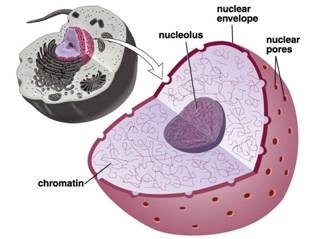 nuclear
envelope
nucleolus
nuclear
pores
chromatin